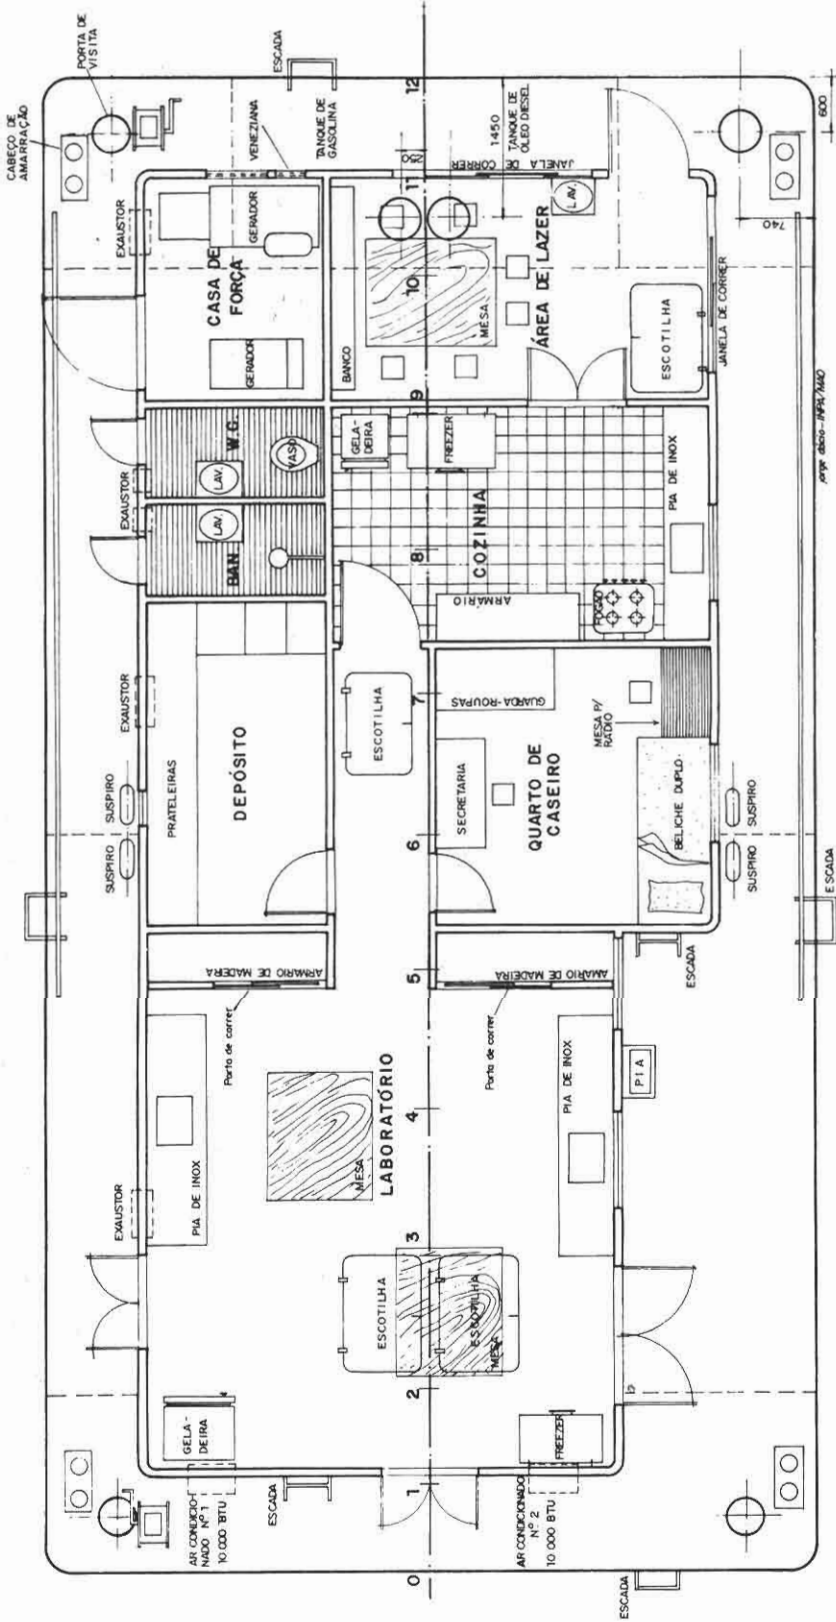 CABEÇO DE
AMARRAÇÃO
PORTA DE
VISITA
ESCADA
EXAUSTOR
VENEZIANA
TANQUE DE
GASOLINA
12
1450
TANQUE DE
OLEO DIESEL
600
GERADOR
CASA DE
FORÇA
GERADOR
250
11
JANELA DE CORRER
LAV.
740
BANCO
10
MESA
ÁREA DE LAZER
ESCOTILHA
JANELA DE CORRER
EXAUSTOR
W.C.
LAV.
VASO
9
GELA-
DEIRA
FREEZER
PIA DE INOX
BAN.
LAV.
8
COZINHA
ARMÁRIO
FOGÃO
EXAUSTOR
SUSPIRO
SUSPIRO
PRATELEIRAS
DEPÓSITO
7
ESCOTILHA
GUARDA-ROUPAS
MESA P/
RADIO
SECRETARIA
QUARTO DE
CASEIRO
6
BELICHE DUPLO.
SUSPIRO
SUSPIRO
ESCADA
ARMARIO DE MADEIRA
5
AMARIO DE MADEIRA
ESCADA
Porta de correr
Porta de correr
LABORATÓRIO
4
MESA
PIA DE INOX
PIA DE INOX
PIA
EXAUSTOR
3
ESCOTILHA
ESCOTILHA
MESA
2
GELA-
DEIRA
FREEZER
AR CONDICIO-
NADO Nº 1
10 000 BTU
ESCADA
1
AR CONDICIONADO
Nº 2
10 000 BTU
0
ESCADA